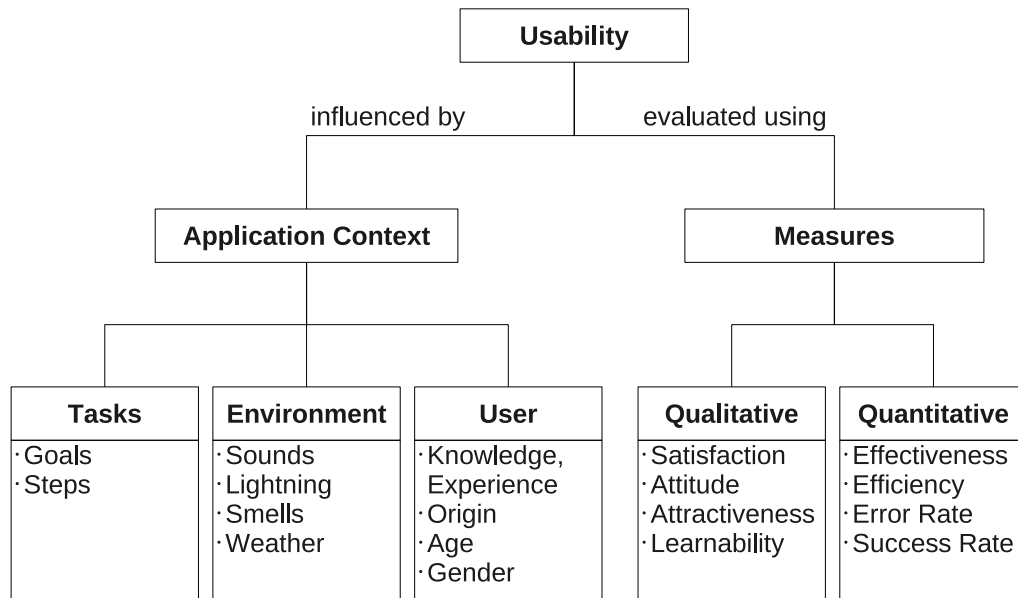 Usability
influenced by
evaluated using
Application Context
Measures
Tasks
· Goals
· Steps
Environment
· Sounds
· Lightning
· Smells
· Weather
User
· Knowledge,
Experience
· Origin
· Age
· Gender
Qualitative
· Satisfaction
· Attitude
· Attractiveness
· Learnability
Quantitative
· Effectiveness
· Efficiency
· Error Rate
· Success Rate